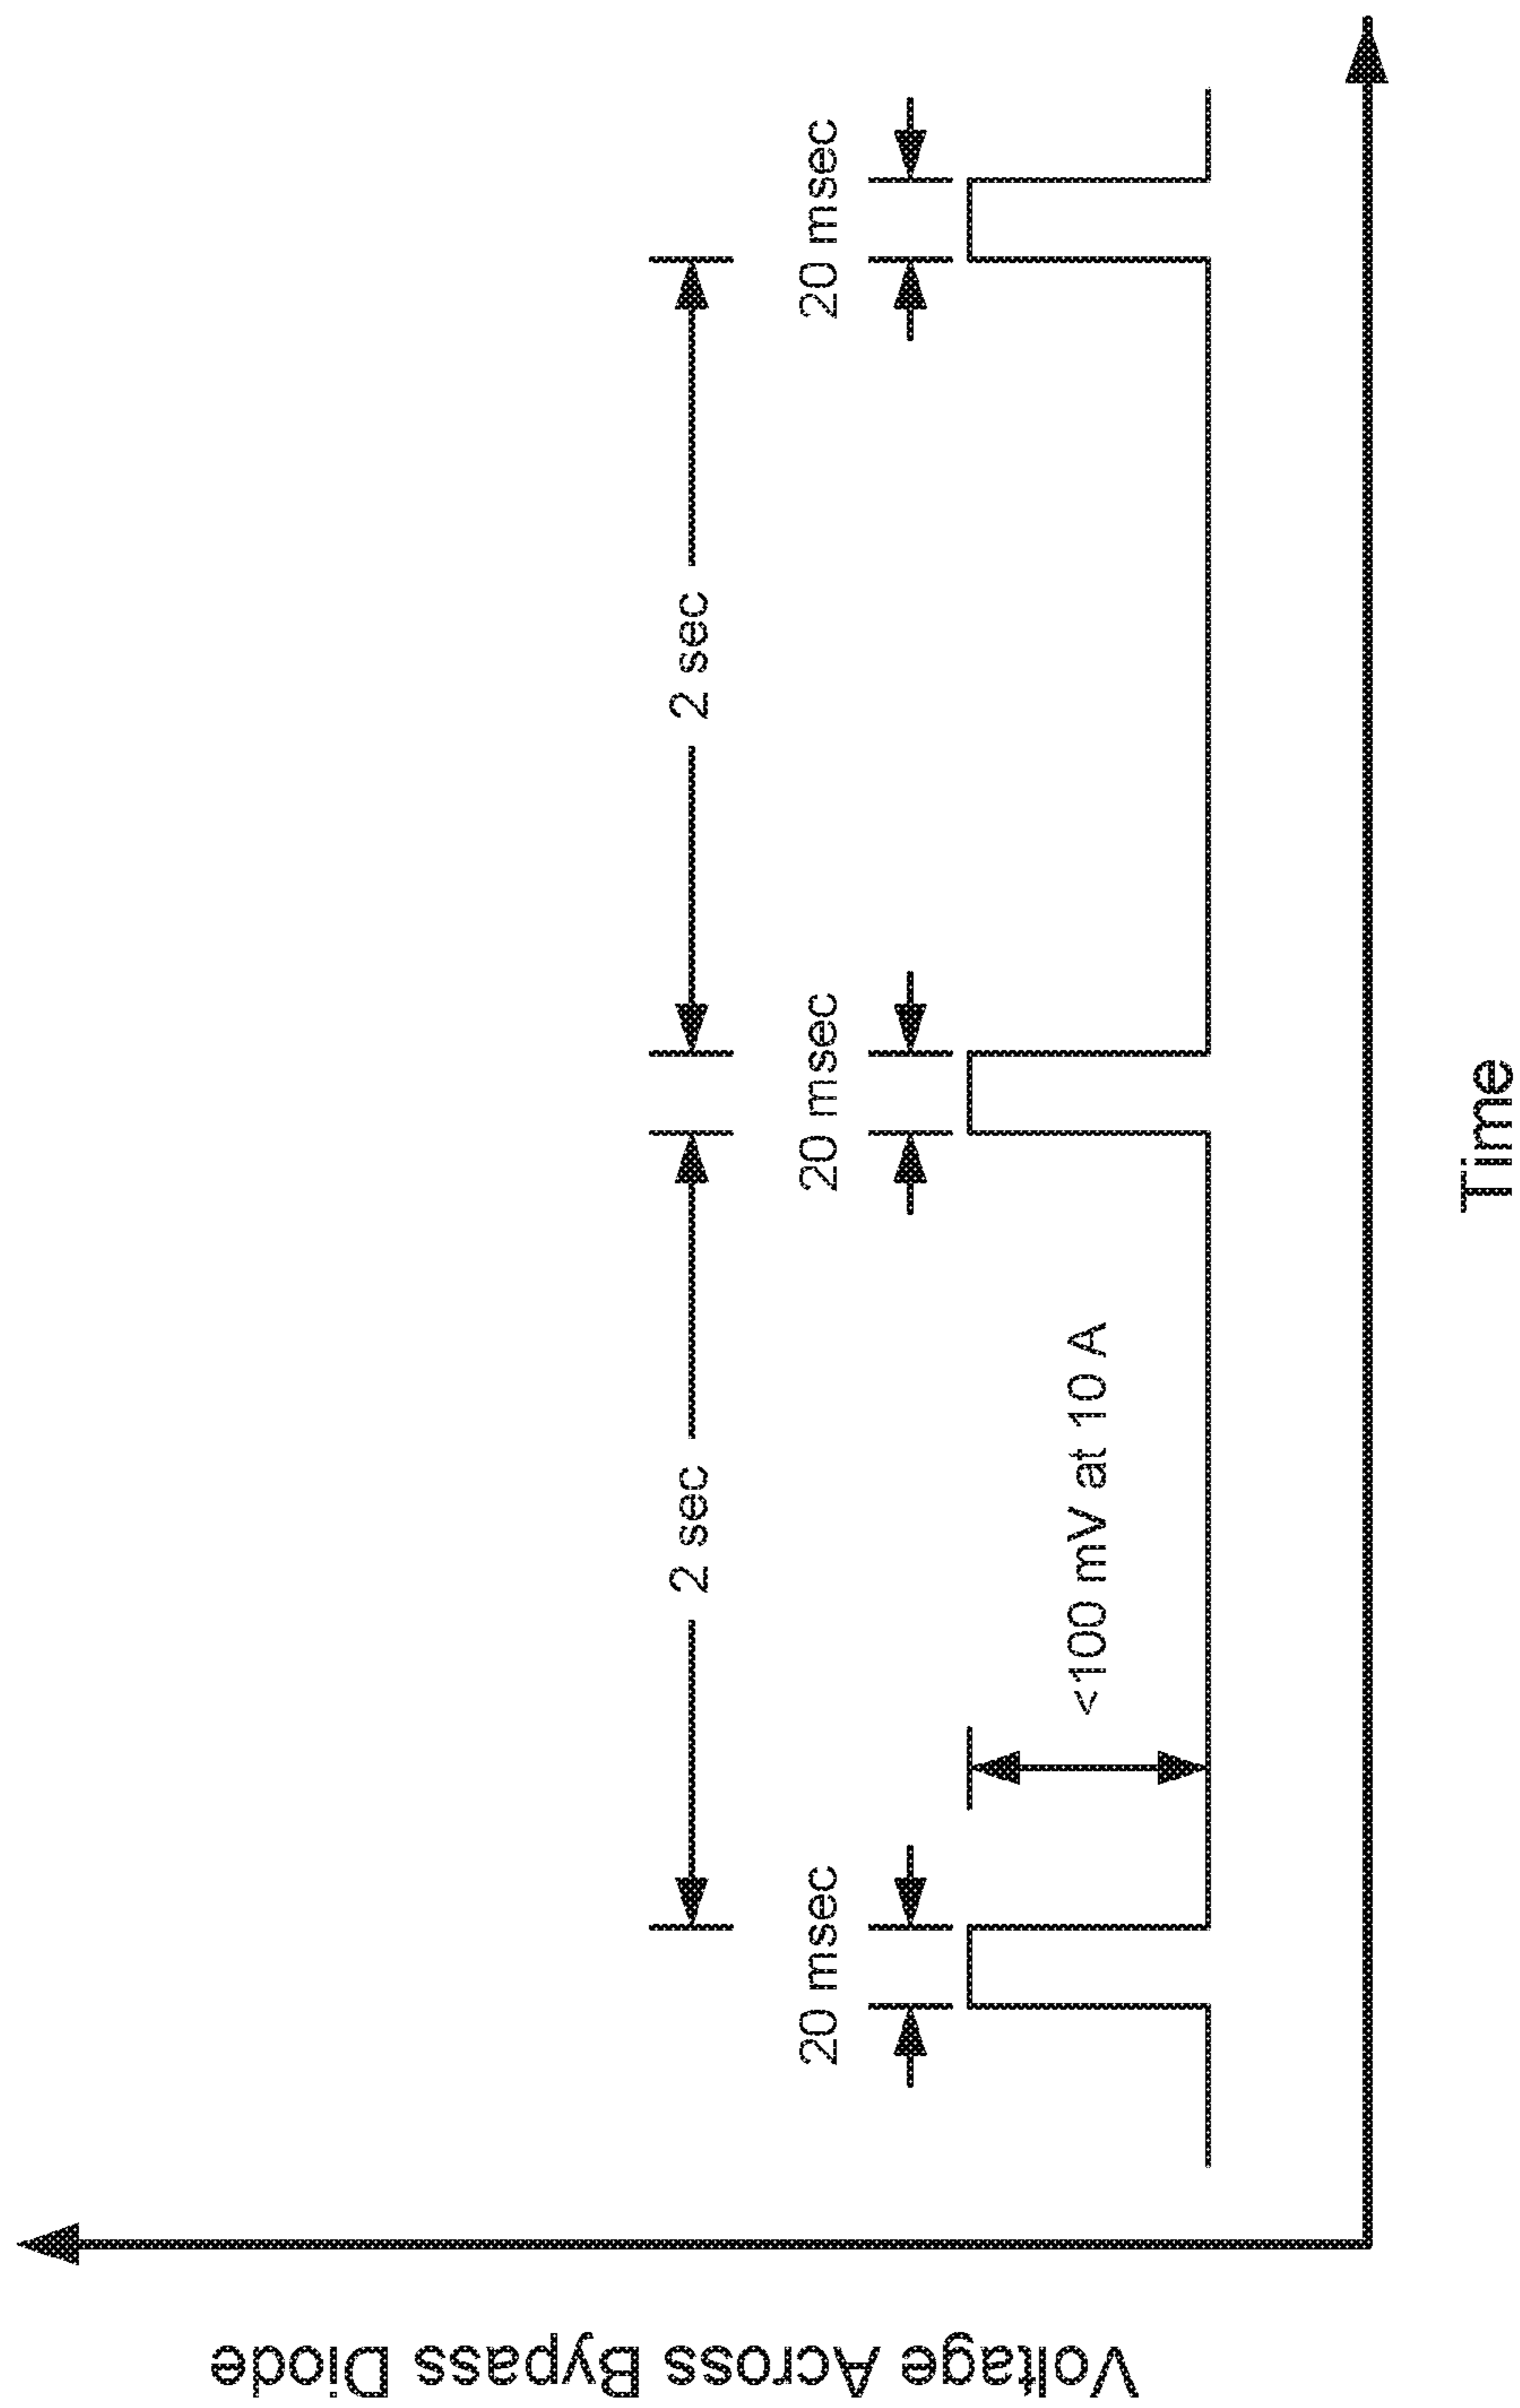 Voltage Across Bypass Diode
2 sec
2 sec
20 msec
20 msec
20 msec
<100 mV at 10 A
Time